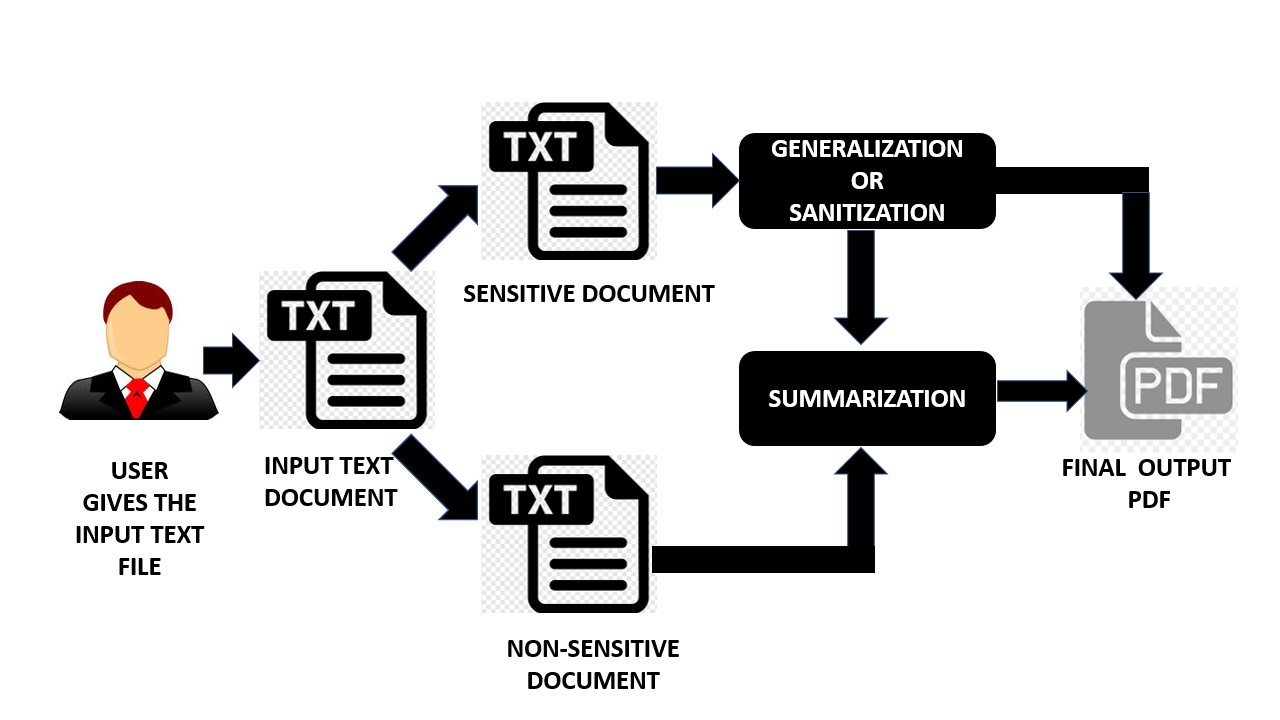 USER
GIVES THE
INPUT TEXT
FILE
TXT
INPUT TEXT
DOCUMENT
TXT
SENSITIVE DOCUMENT
TXT
NON-SENSITIVE
DOCUMENT
GENERALIZATION
OR
SANITIZATION
SUMMARIZATION
PDF
FINAL  OUTPUT
PDF